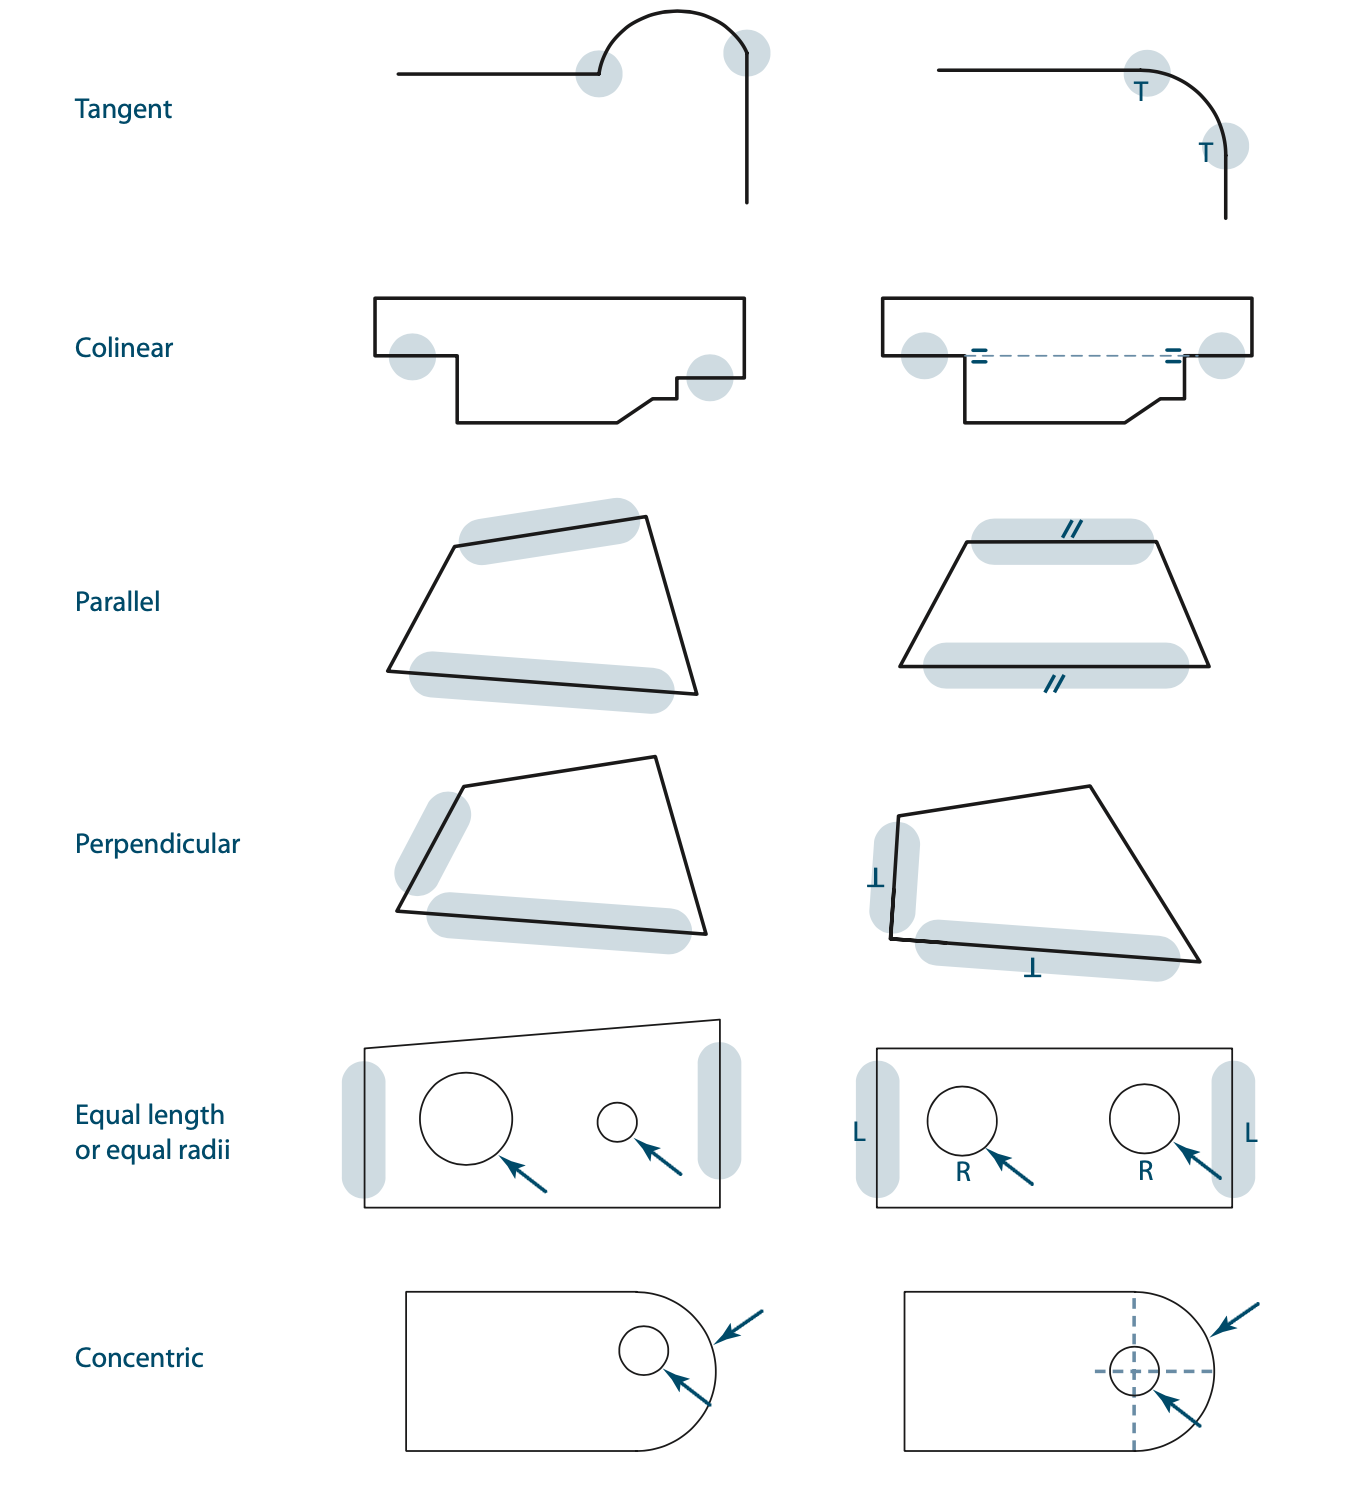 Tangent
T
T
Colinear
=
=
Parallel
//
//
Perpendicular
⊥
⊥
Equal length
or equal radii
L
L
R
R
Concentric